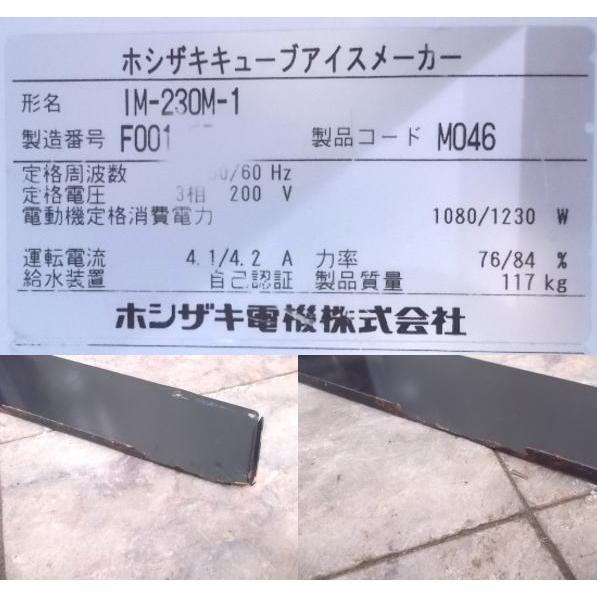 ホシザキキューブアイスメーカー
形名 IM-230M-1
製造番号 F001 製品コード M046
定格周波数 50/60 Hz
定格電圧 3相 200 V
電動機定格消費電力 1080/1230 W
運転電流 4.1/4.2 A 力率 76/84 %
給水装置 自己認証 製品質量 117 kg
ホシザキ電機株式会社